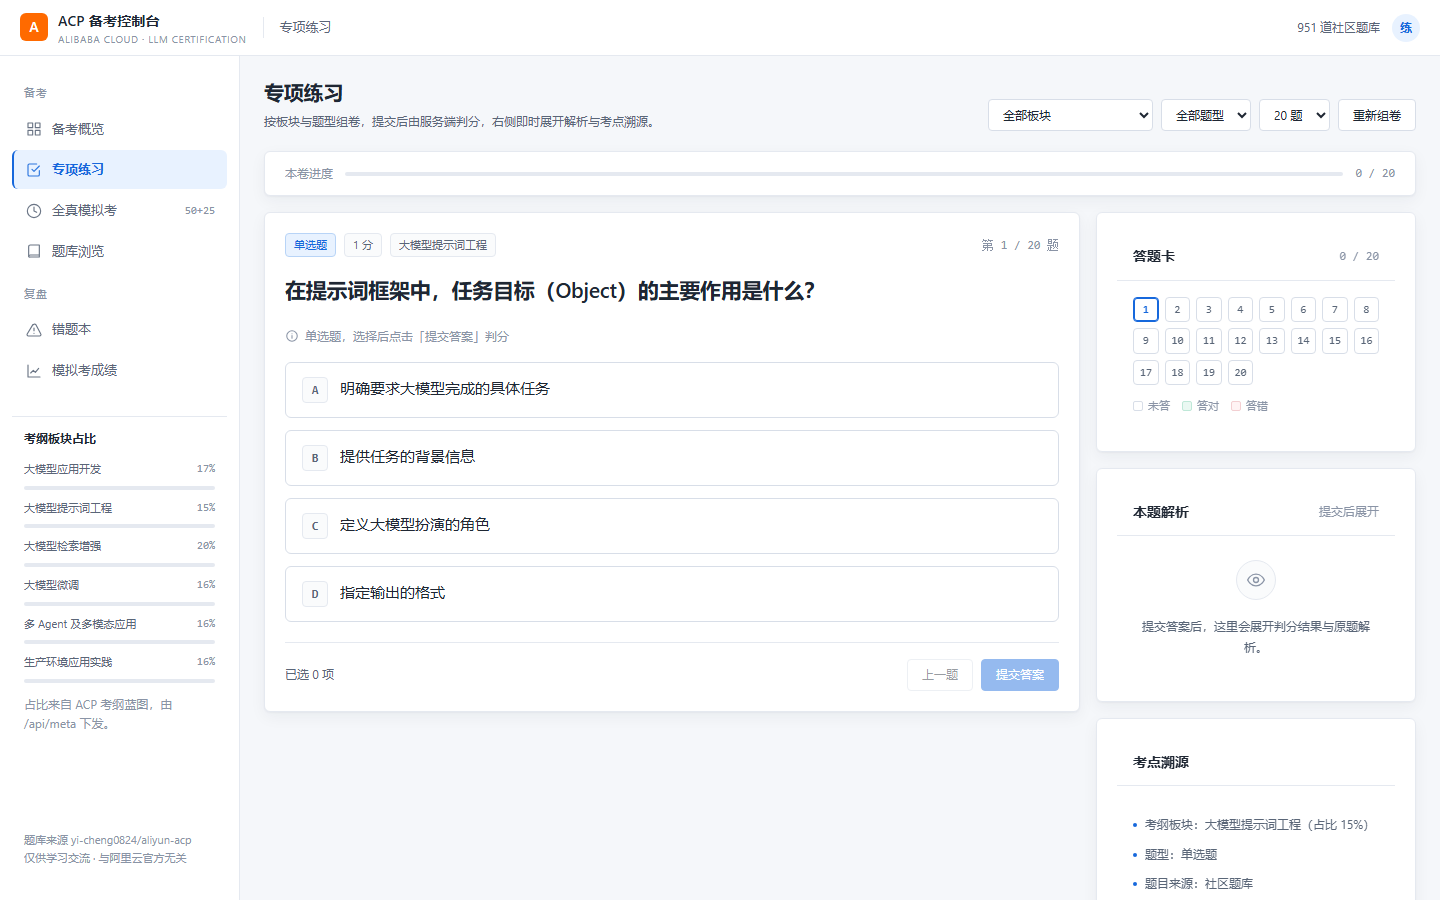 A
ACP 备考控制台
ALIBABA CLOUD · LLM CERTIFICATION
专项练习
951 道社区题库
练
备考
备考概览
专项练习
全真模拟考 50+25
题库浏览
复盘
错题本
模拟考成绩
考纲板块占比
大模型应用开发 17%
大模型提示词工程 15%
大模型检索增强 20%
大模型微调 16%
多 Agent 及多模态应用 16%
生产环境应用实践 16%
占比来自 ACP 考纲蓝图，由
/api/meta 下发。
题库来源 yi-cheng0824/aliyun-acp
仅供学习交流 · 与阿里云官方无关
专项练习
按板块与题型组卷，提交后由服务端判分，右侧即时展开解析与考点溯源。
全部板块
全部题型
20 题
重新组卷
本卷进度 0 / 20
单选题 1 分 大模型提示词工程 第 1 / 20 题
在提示词框架中，任务目标（Object）的主要作用是什么？
单选题，选择后点击「提交答案」判分
A 明确要求大模型完成的具体任务
B 提供任务的背景信息
C 定义大模型扮演的角色
D 指定输出的格式
已选 0 项
上一题
提交答案
答题卡 0 / 20
1 2 3 4 5 6 7 8
9 10 11 12 13 14 15 16
17 18 19 20
未答 答对 答错
本题解析 提交后展开
提交答案后，这里会展开判分结果与原题解
析。
考点溯源
考纲板块：大模型提示词工程（占比 15%）
题型：单选题
题目来源：社区题库